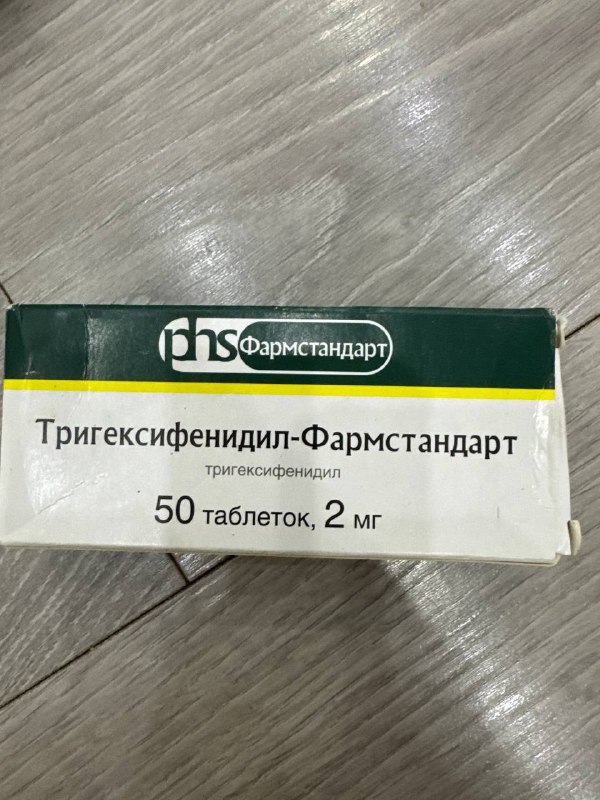 phs Фармстандарт
Тригексифенидил-Фармстандарт
тригексифенидил
50 таблеток, 2 мг